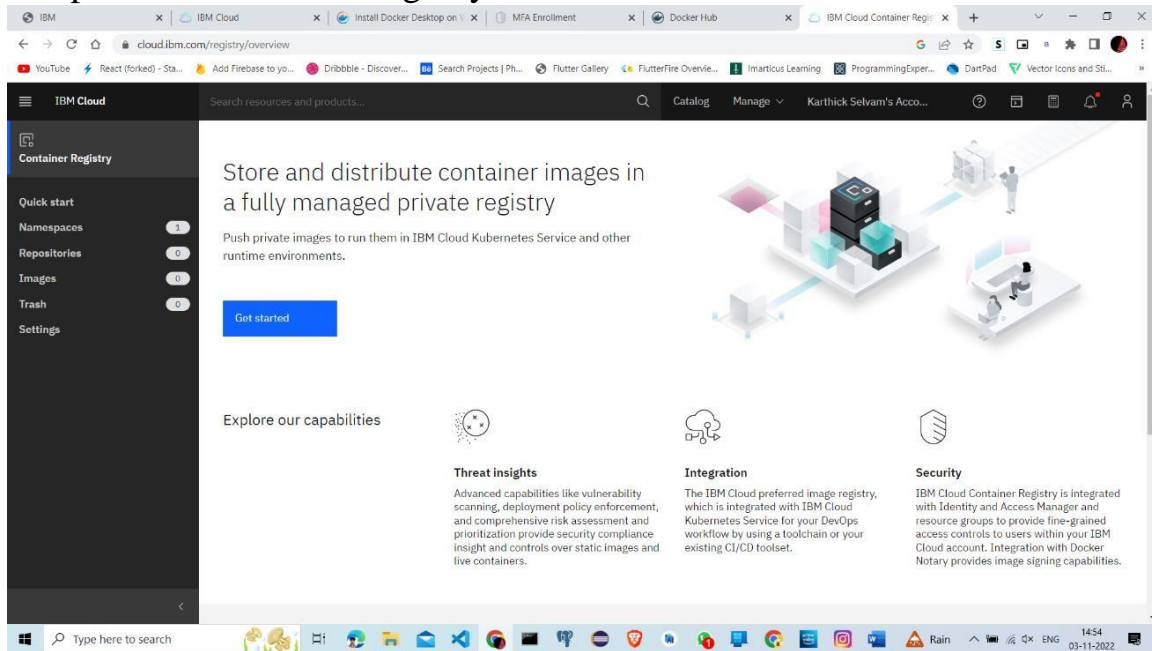 IBM
IBM Cloud
Install Docker Desktop on
MFA Enrollment
Docker Hub
IBM Cloud Container Regis
cloud.ibm.com/registry/overview
YouTube
React (forked) - Sta...
Add Firebase to yo...
Dribbble - Discover...
Search Projects | Ph...
Flutter Gallery
FlutterFire Overvie...
Imarticus Learning
ProgrammingExper...
DartPad
Vector Icons and Sti...
IBM Cloud
Search resources and products...
Catalog
Manage
Karthick Selvam's Acco...
Container Registry
Quick start
Namespaces 1
Repositories 0
Images 0
Trash 0
Settings
Store and distribute container images in
a fully managed private registry
Push private images to run them in IBM Cloud Kubernetes Service and other
runtime environments.
Get started
Explore our capabilities
Threat insights
Advanced capabilities like vulnerability
scanning, deployment policy enforcement,
and comprehensive risk assessment and
prioritization provide security compliance
insight and controls over static images and
live containers.
Integration
The IBM Cloud preferred image registry,
which is integrated with IBM Cloud
Kubernetes Service for your DevOps
workflow by using a toolchain or your
existing CI/CD toolset.
Security
IBM Cloud Container Registry is integrated
with Identity and Access Manager and
resource groups to provide fine-grained
access controls to users within your IBM
Cloud account. Integration with Docker
Notary provides image signing capabilities.
Type here to search
Rain
ENG
14:54
03-11-2022